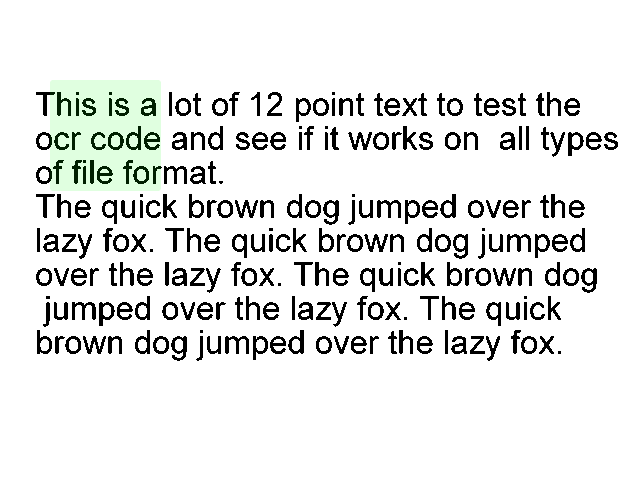 This is a lot of 12 point text to test the
ocr code and see if it works on  all types
of file format.
The quick brown dog jumped over the
lazy fox. The quick brown dog jumped
over the lazy fox. The quick brown dog
jumped over the lazy fox. The quick
brown dog jumped over the lazy fox.